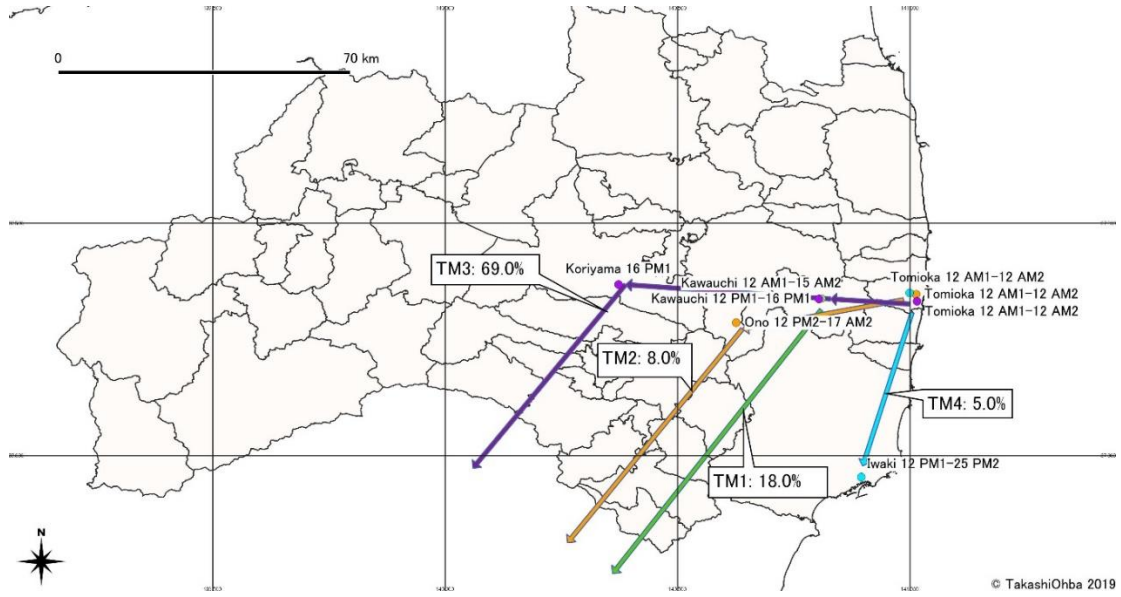 0
70 km
TM3: 69.0%
Koriyama 16 PM1
Kawauchi 12 AM1-15 AM2
Kawauchi 12 PM1-16 PM1
Tomioka 12 AM1-12 AM2
Tomioka 12 AM1-12 AM2
Tomioka 12 AM1-12 AM2
Ono 12 PM2-17 AM2
TM2: 8.0%
TM4: 5.0%
Iwaki 12 PM1-25 PM2
TM1: 18.0%
N
© TakashiOhba 2019